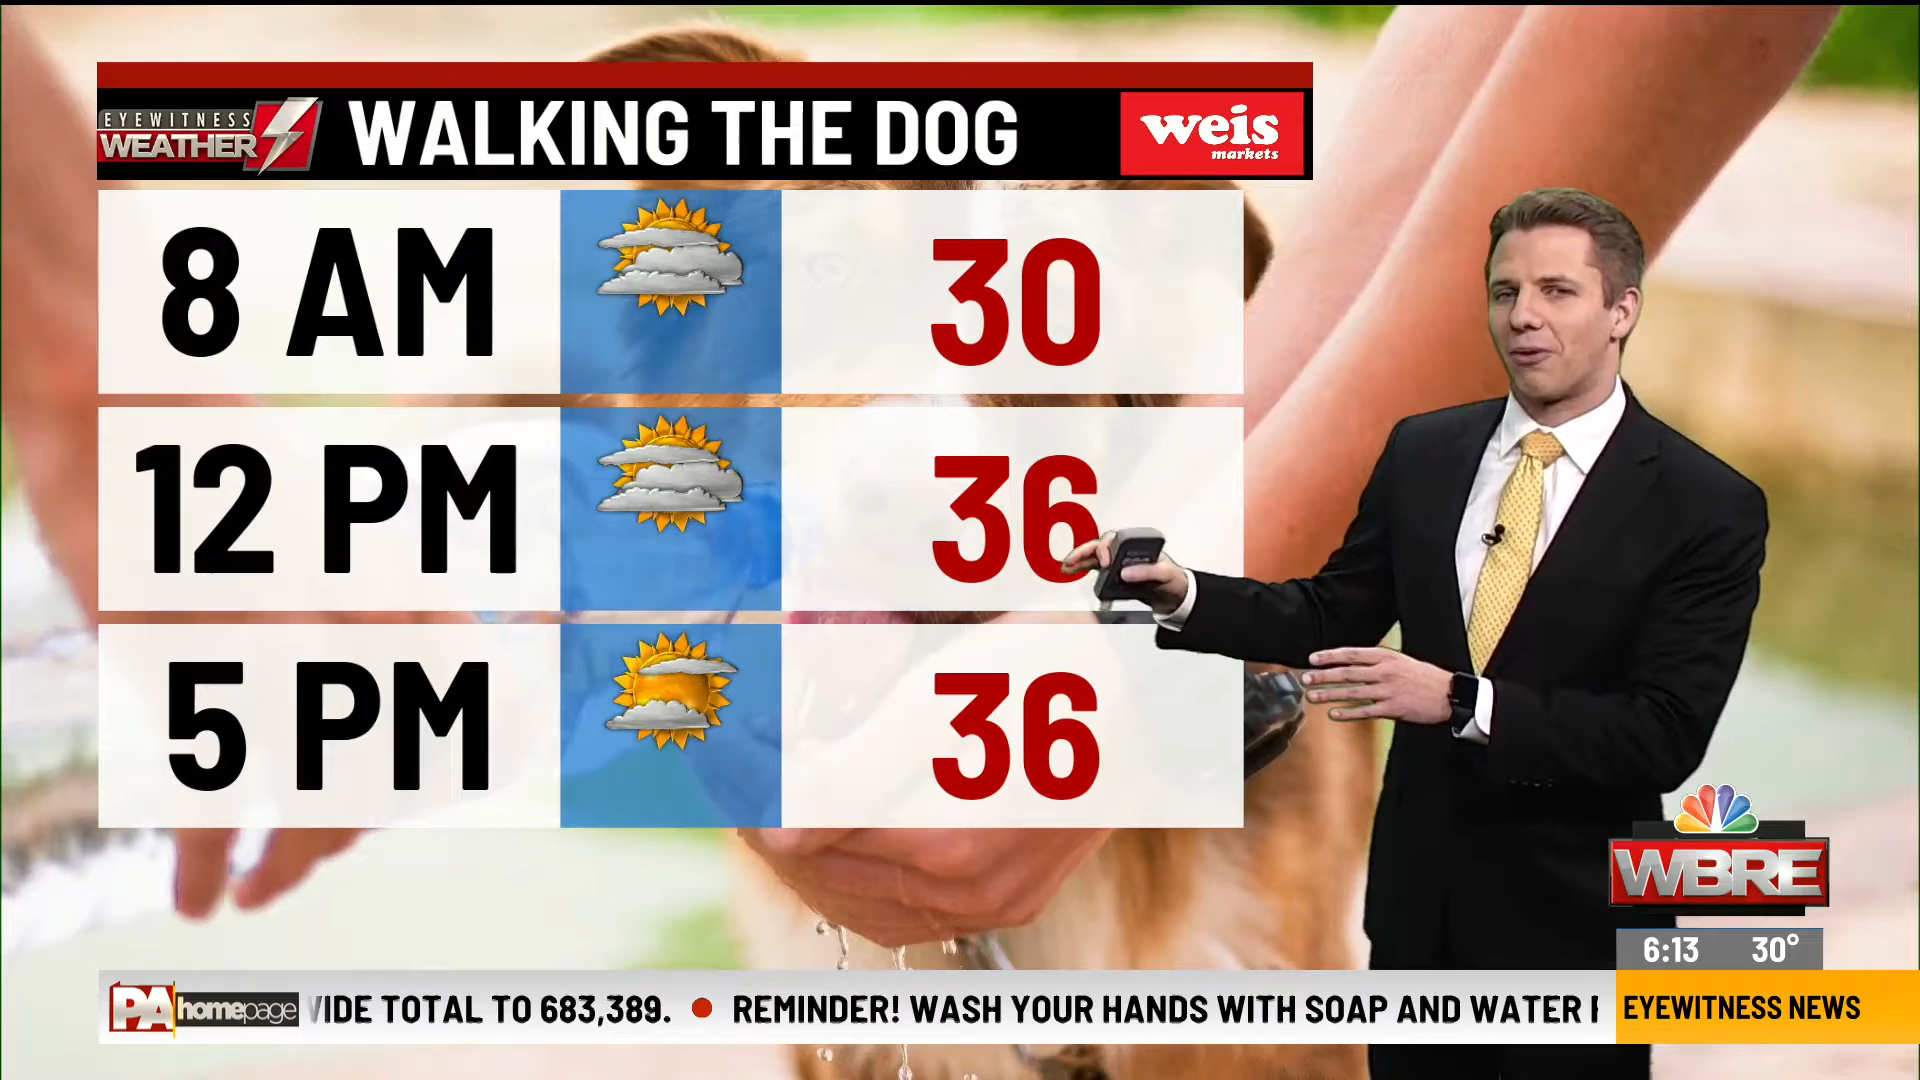 EYEWITNESS
WEATHER
WALKING THE DOG
weis
markets
8 AM
30
12 PM
36
5 PM
36
WBRE
6:13 30°
PA homepage
VIDE TOTAL TO 683,389. • REMINDER! WASH YOUR HANDS WITH SOAP AND WATER
EYEWITNESS NEWS